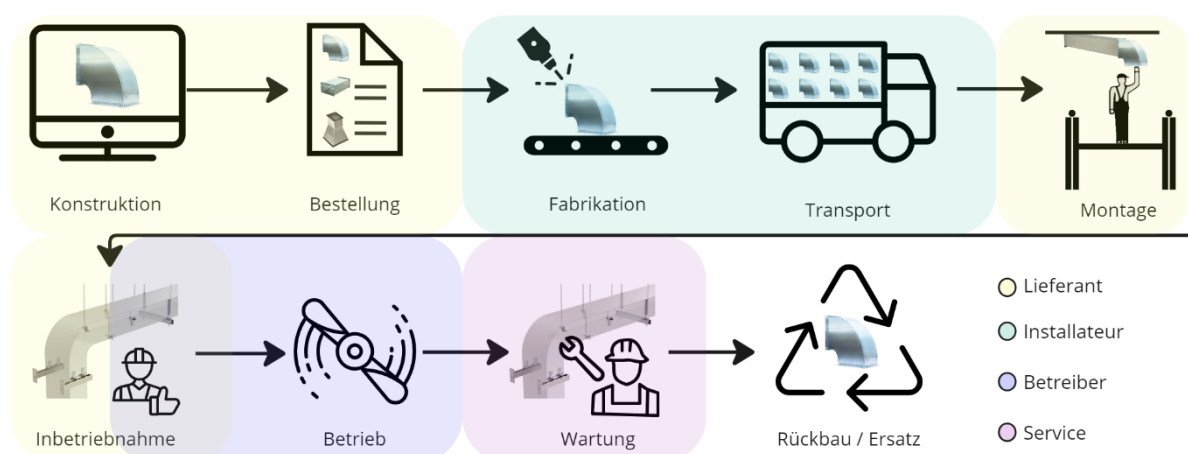 Konstruktion
Bestellung
Fabrikation
Transport
Montage
Inbetriebnahme
Betrieb
Wartung
Rückbau / Ersatz
Lieferant
Installateur
Betreiber
Service